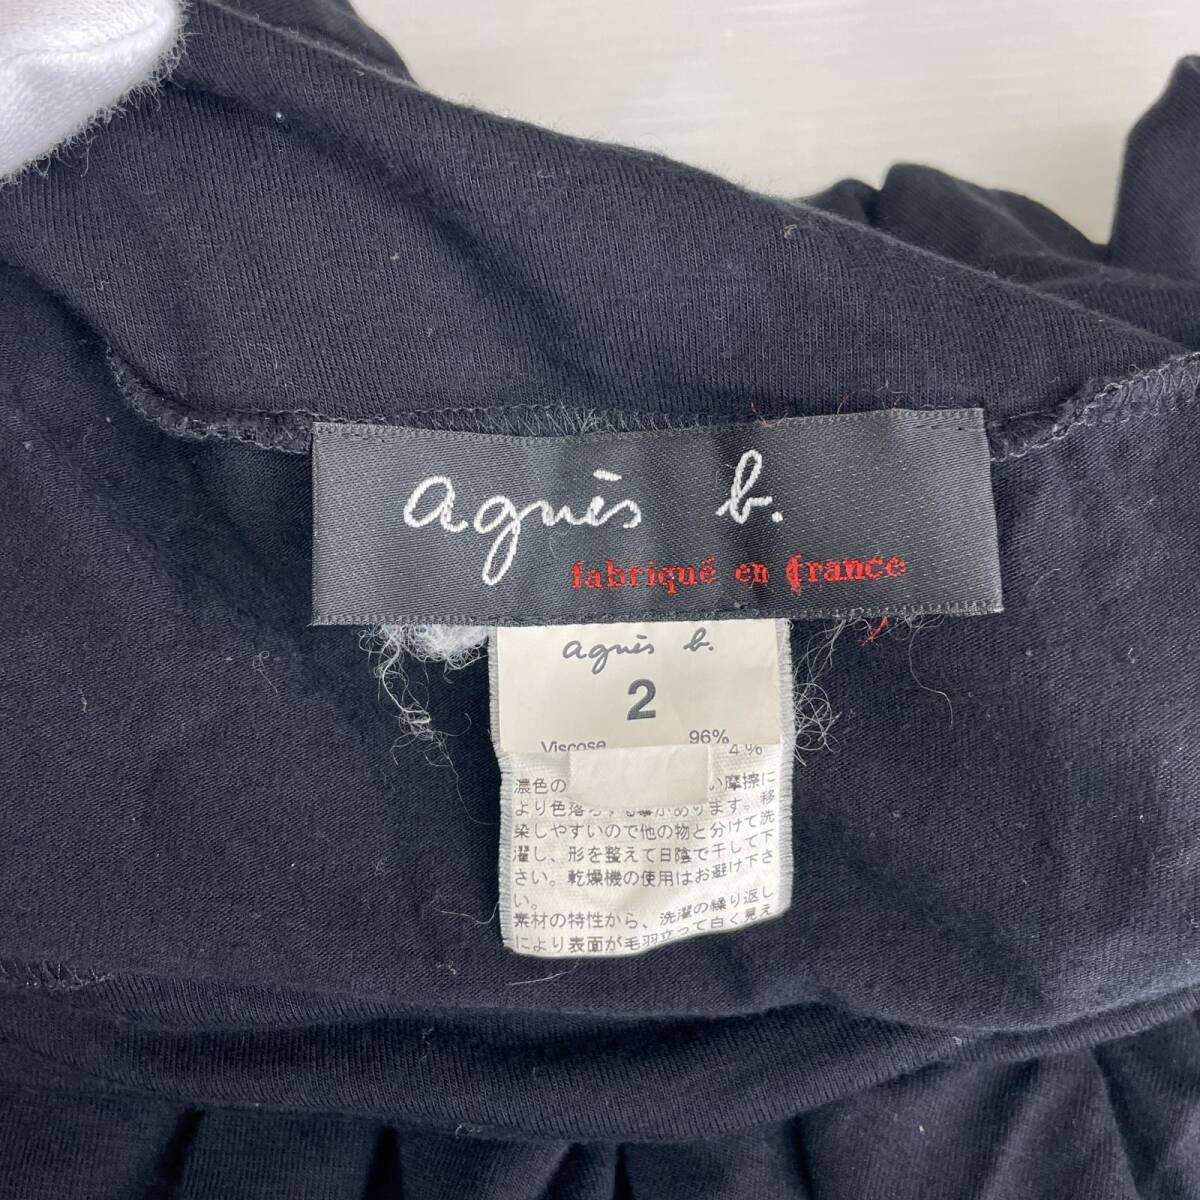 agnès b.
fabriqué en france
agnès b.
2
Viscose 96%
4%
濃色の い摩擦に
より色落ちする事があります。移
染しやすいので他の物と分けて洗
濯し、形を整えて日陰で干して下
さい。乾燥機の使用はお避け下さ
い。
素材の特性から、洗濯の繰り返し
により表面が毛羽立って白く見え